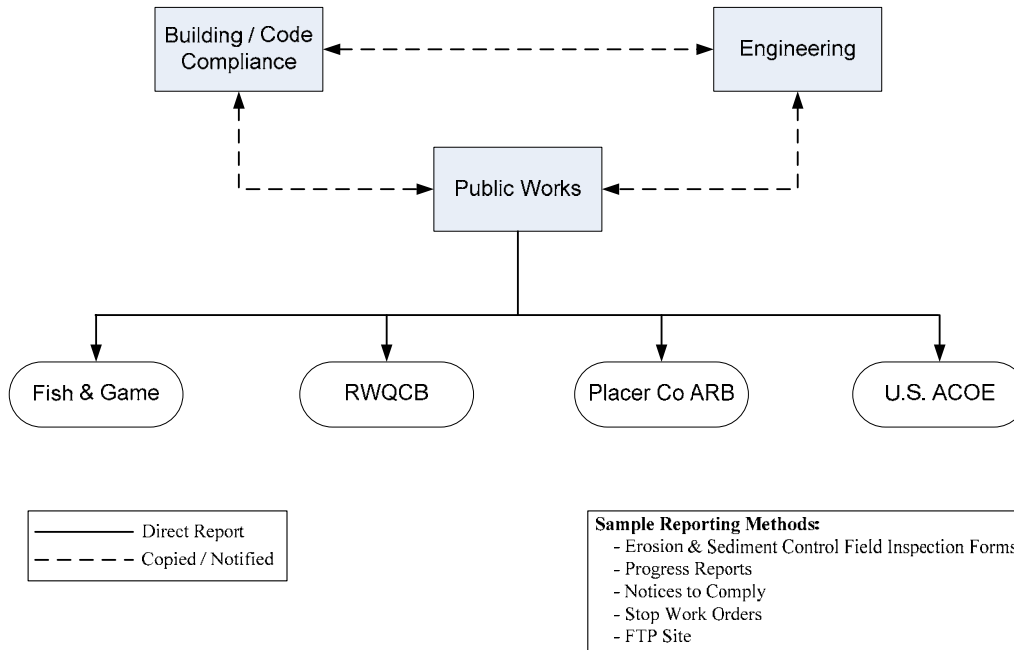 Building / Code
Compliance
Engineering
Public Works
Fish & Game
RWQCB
Placer Co ARB
U.S. ACOE
Direct Report
Copied / Notified
Sample Reporting Methods:
- Erosion & Sediment Control Field Inspection Forms
- Progress Reports
- Notices to Comply
- Stop Work Orders
- FTP Site